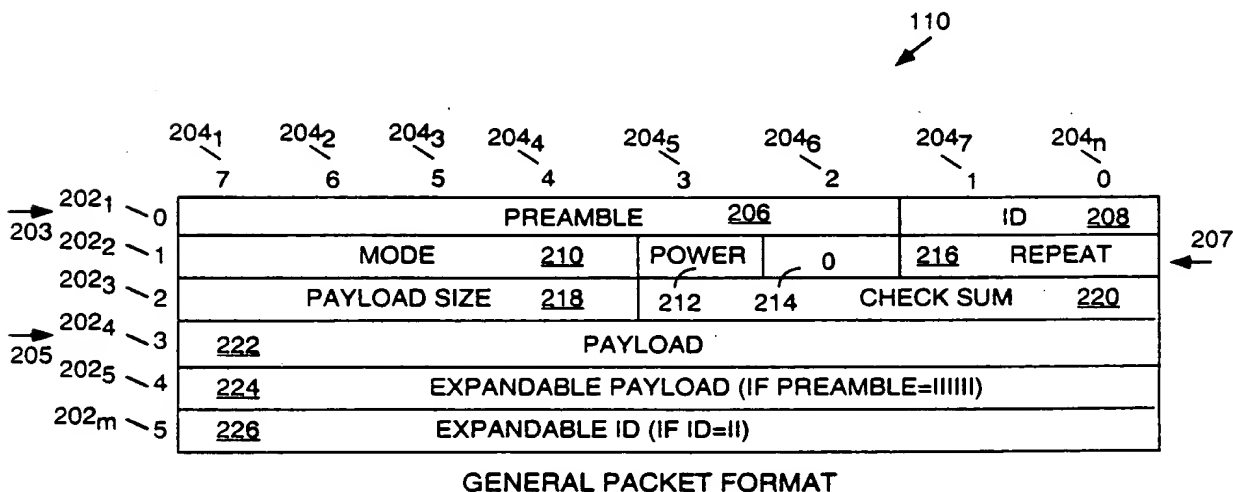 110
204₁ 204₂ 204₃ 204₄ 204₅ 204₆ 204₇ 204ₙ
7 6 5 4 3 2 1 0
203 202₁ 0 PREAMBLE 206 ID 208
202₂ 1 MODE 210 POWER 0 216 REPEAT 207
202₃ 2 PAYLOAD SIZE 218 212 214 CHECK SUM 220
205 202₄ 3 222 PAYLOAD
202₅ 4 224 EXPANDABLE PAYLOAD (IF PREAMBLE=IIIIII)
202ₘ 5 226 EXPANDABLE ID (IF ID=II)
GENERAL PACKET FORMAT